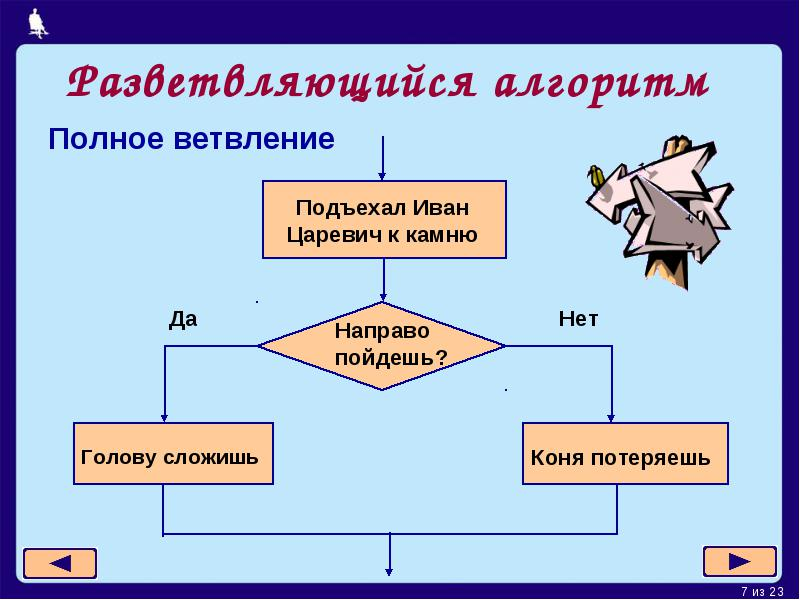 Разветвляющийся алгоритм
Полное ветвление
Подъехал Иван
Царевич к камню
Да
Нет
Направо
пойдешь?
Голову сложишь
Коня потеряешь
7 из 23